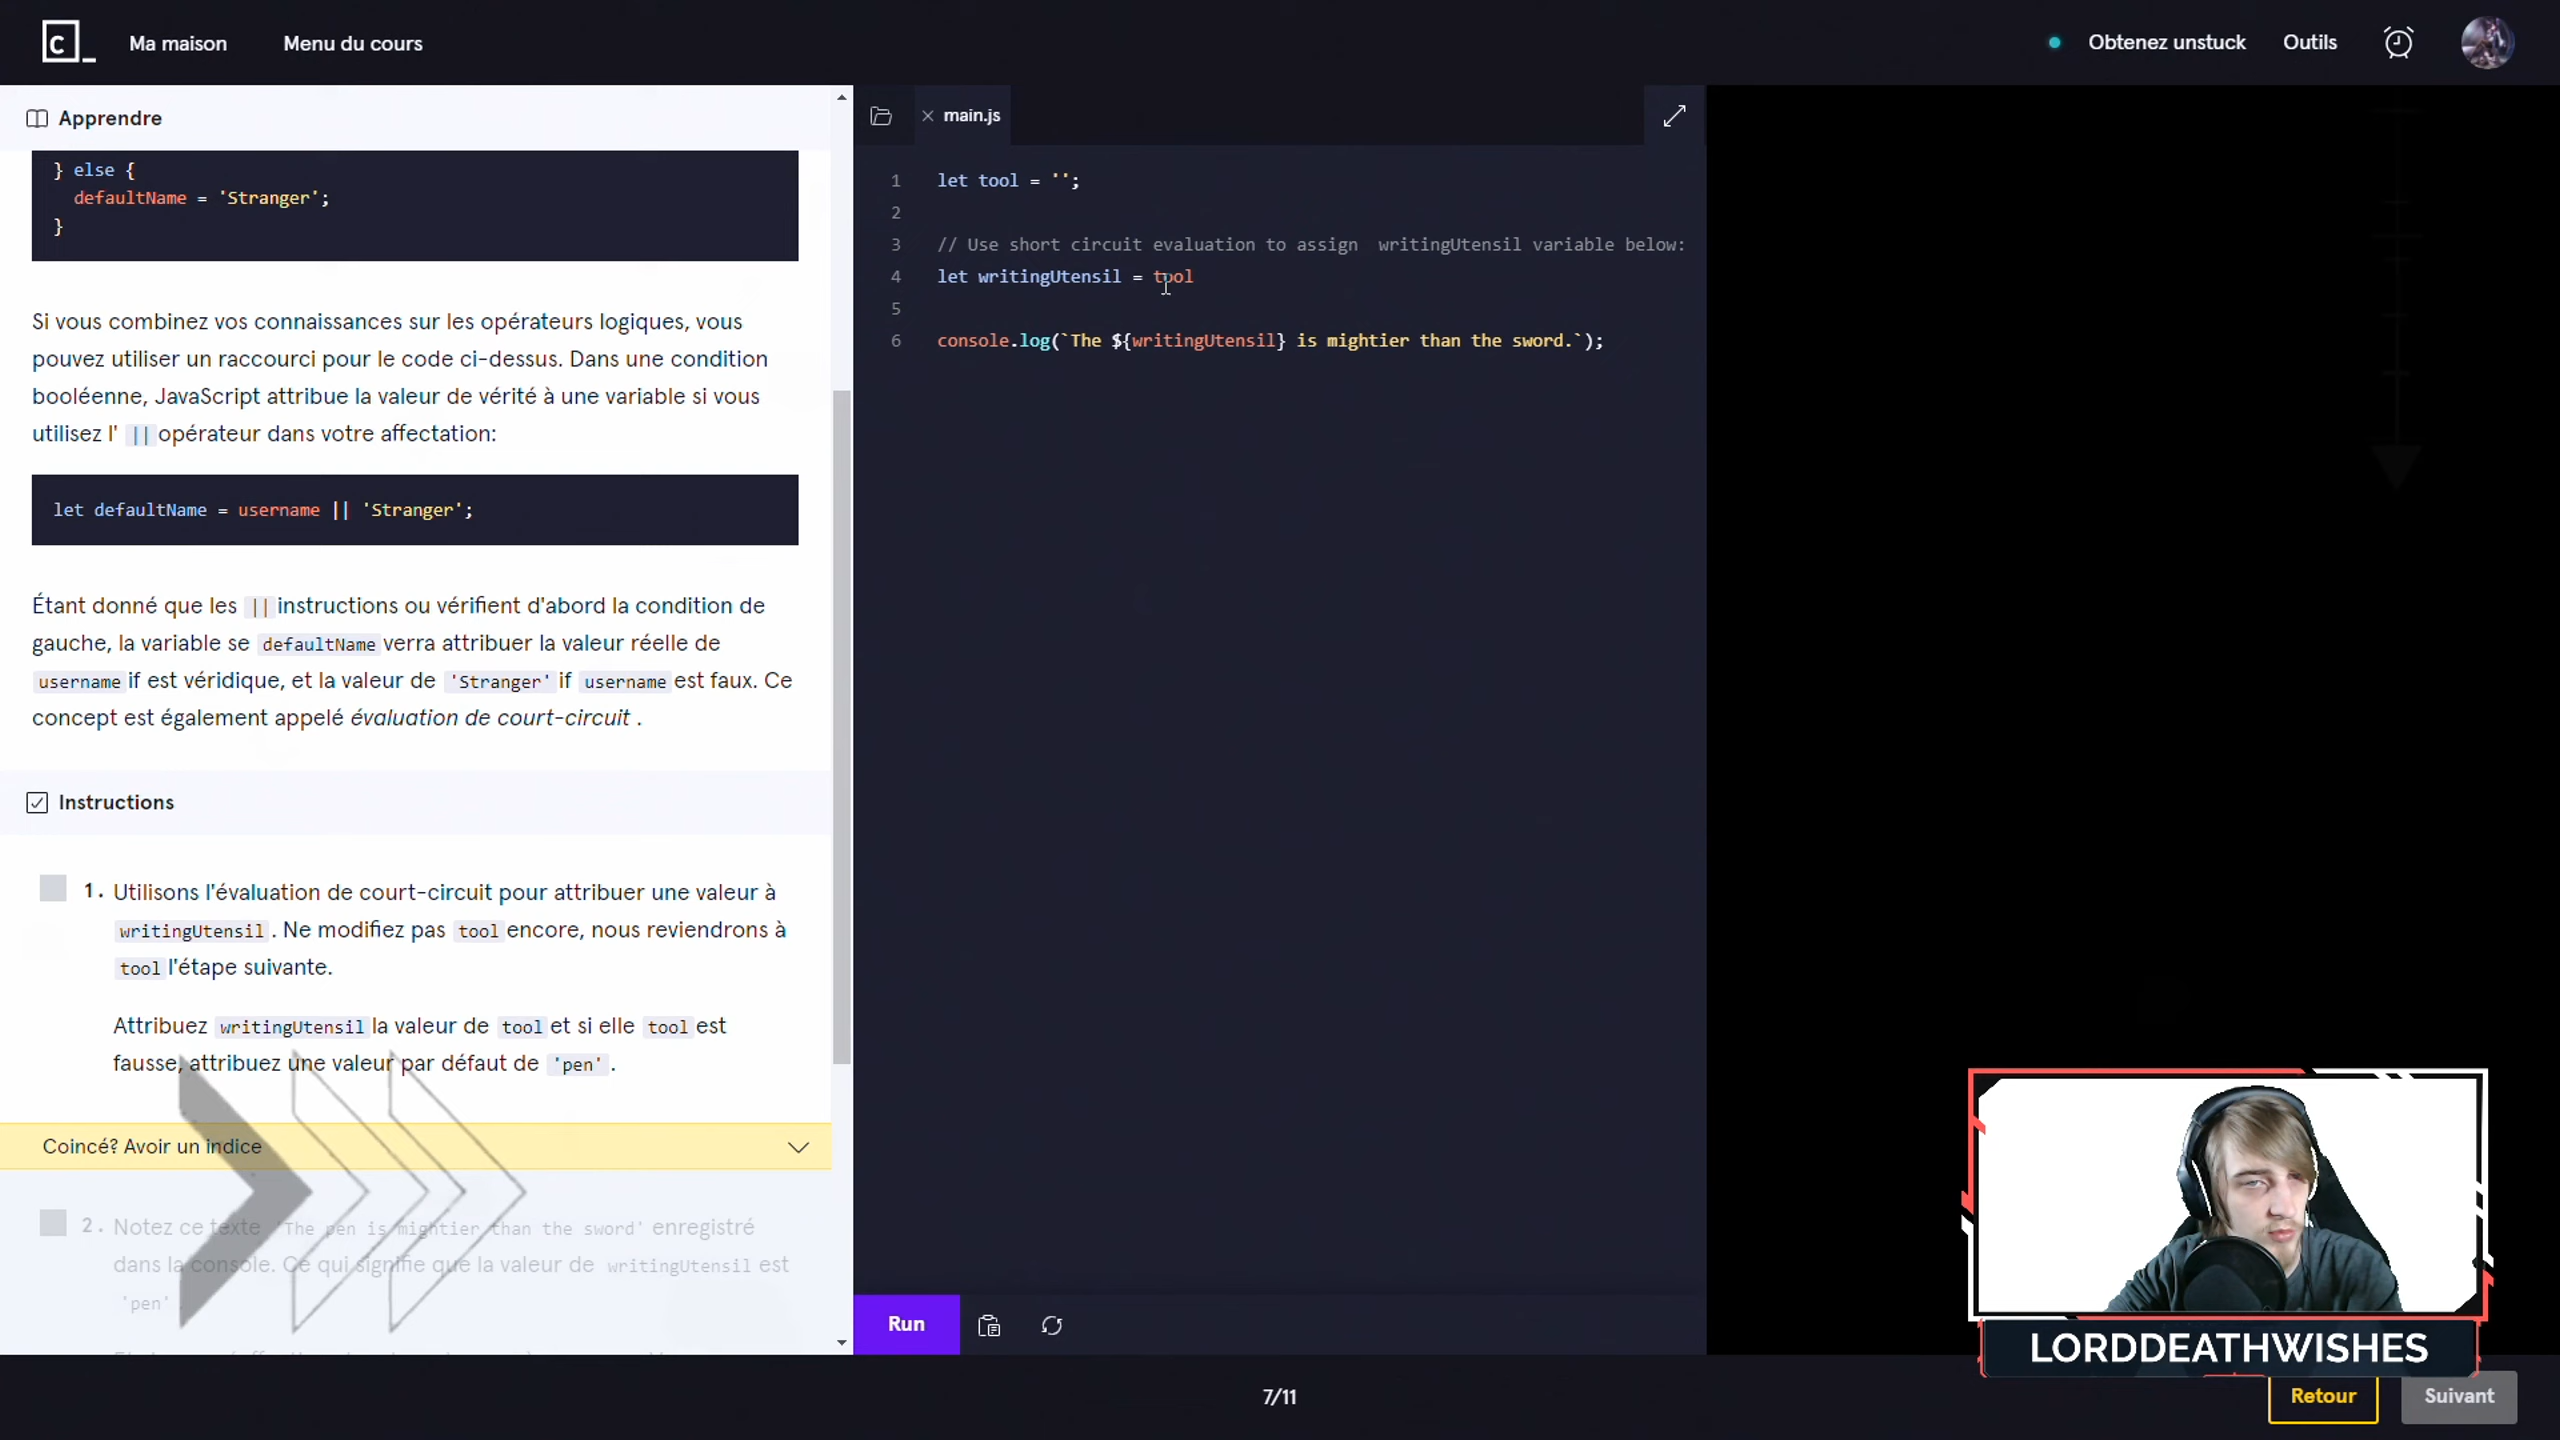 C_ Ma maison Menu du cours Obtenez unstuck Outils
Apprendre
} else {
defaultName = 'Stranger';
}
Si vous combinez vos connaissances sur les opérateurs logiques, vous
pouvez utiliser un raccourci pour le code ci-dessus. Dans une condition
booléenne, JavaScript attribue la valeur de vérité à une variable si vous
utilisez l' || opérateur dans votre affectation:
let defaultName = username || 'Stranger';
Étant donné que les || instructions ou vérifient d'abord la condition de
gauche, la variable se defaultName verra attribuer la valeur réelle de
username if est véridique, et la valeur de 'Stranger' if username est faux. Ce
concept est également appelé évaluation de court-circuit .
Instructions
1. Utilisons l'évaluation de court-circuit pour attribuer une valeur à
writingUtensil . Ne modifiez pas tool encore, nous reviendrons à
tool l'étape suivante.
Attribuez writingUtensil la valeur de tool et si elle tool est
fausse, attribuez une valeur par défaut de 'pen' .
Coincé? Avoir un indice
2. Notez ce texte 'The pen is mightier than the sword' enregistré
dans la console. Ce qui signifie que la valeur de writingUtensil est
'pen'
main.js
1 let tool = '';
2
3 // Use short circuit evaluation to assign  writingUtensil variable below:
4 let writingUtensil = tool
5
6 console.log(`The ${writingUtensil} is mightier than the sword.`);
Run
LORDDEATHWISHES
7/11
Retour Suivant